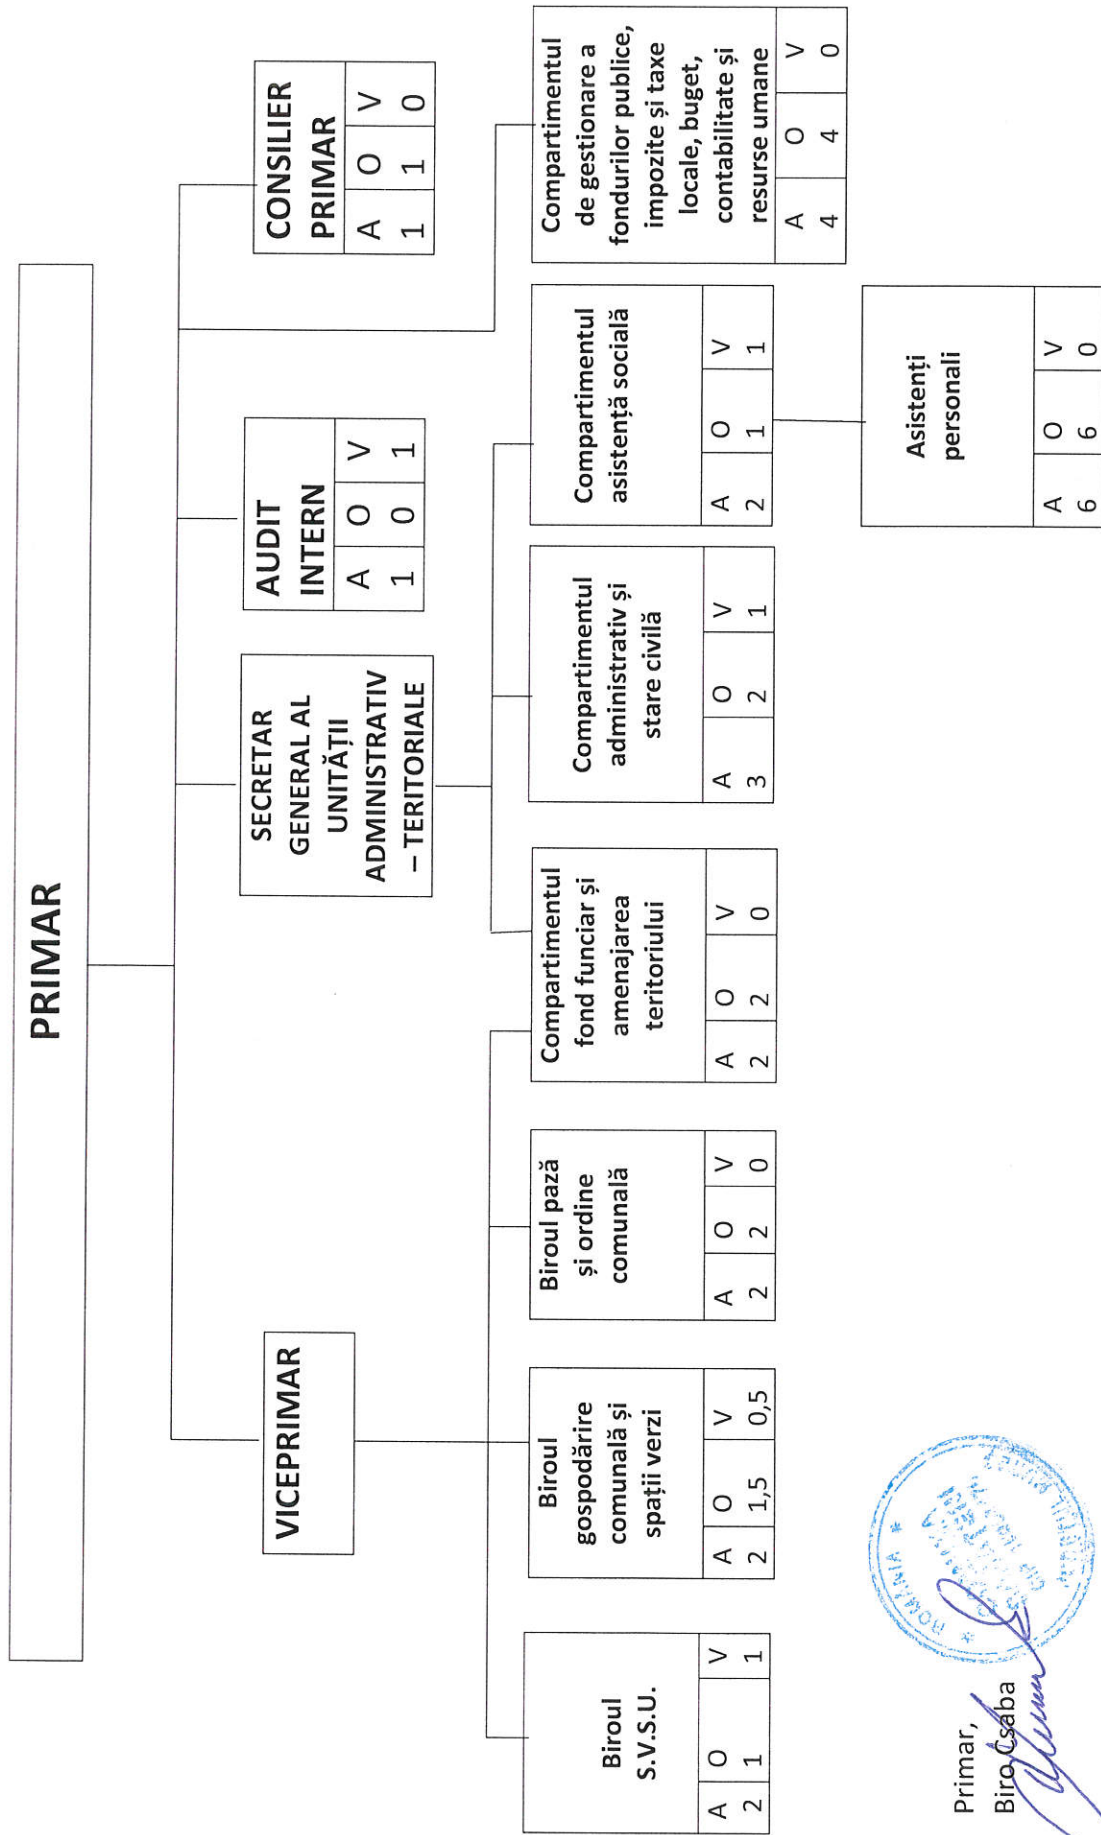 PRIMAR
VICEPRIMAR
SECRETAR
GENERAL AL
UNITĂȚII
ADMINISTRATIV
– TERITORIALE
AUDIT
INTERN
A O V
1 0 1
CONSILIER
PRIMAR
A O V
1 1 0
Biroul
S.V.S.U.
A O V
2 1 1
Biroul
gospodărire
comunală și
spații verzi
A O V
2 1,5 0,5
Biroul pază
și ordine
comunală
A O V
2 2 0
Compartimentul
fond funciar și
amenajarea
teritoriului
A O V
2 2 0
Compartimentul
administrativ și
stare civilă
A O V
3 2 1
Compartimentul
asistență socială
A O V
2 1 1
Compartimentul
de gestionare a
fondurilor publice,
impozite și taxe
locale, buget,
contabilitate și
resurse umane
A O V
4 4 0
Asistenți
personali
A O V
6 6 0
Primar,
Biro Csaba
* ROMÂNIA *